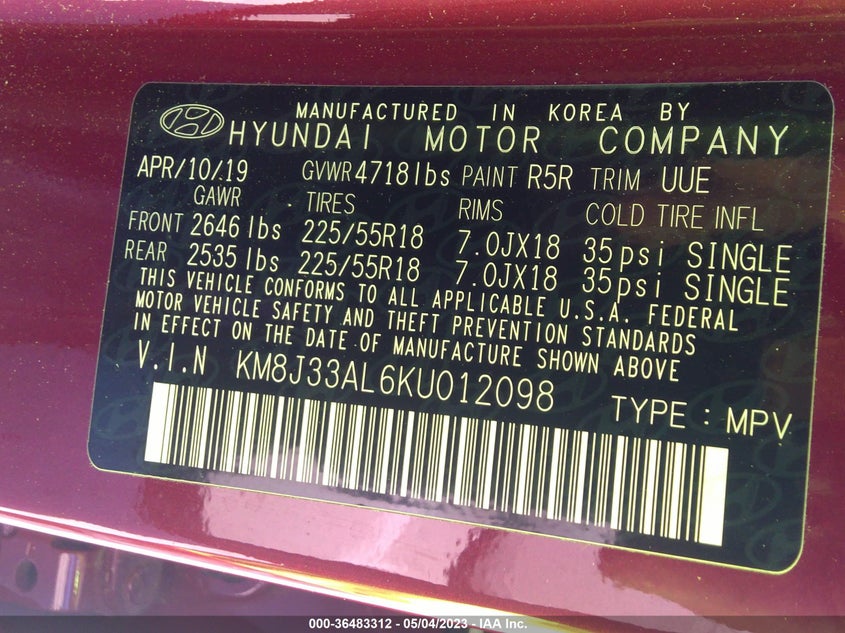 MANUFACTURED IN KOREA BY
HYUNDAI MOTOR COMPANY
APR/10/19 GVWR 4718lbs PAINT R5R TRIM UUE
GAWR TIRES RIMS COLD TIRE INFL
FRONT 2646 lbs 225/55R18 7.0JX18 35psi SINGLE
REAR 2535 lbs 225/55R18 7.0JX18 35psi SINGLE
THIS VEHICLE CONFORMS TO ALL APPLICABLE U.S.A. FEDERAL
MOTOR VEHICLE SAFETY AND THEFT PREVENTION STANDARDS
IN EFFECT ON THE DATE OF MANUFACTURE SHOWN ABOVE
V.I.N KM8J33AL6KU012098 TYPE : MPV
000-36483312 - 05/04/2023 - IAA Inc.